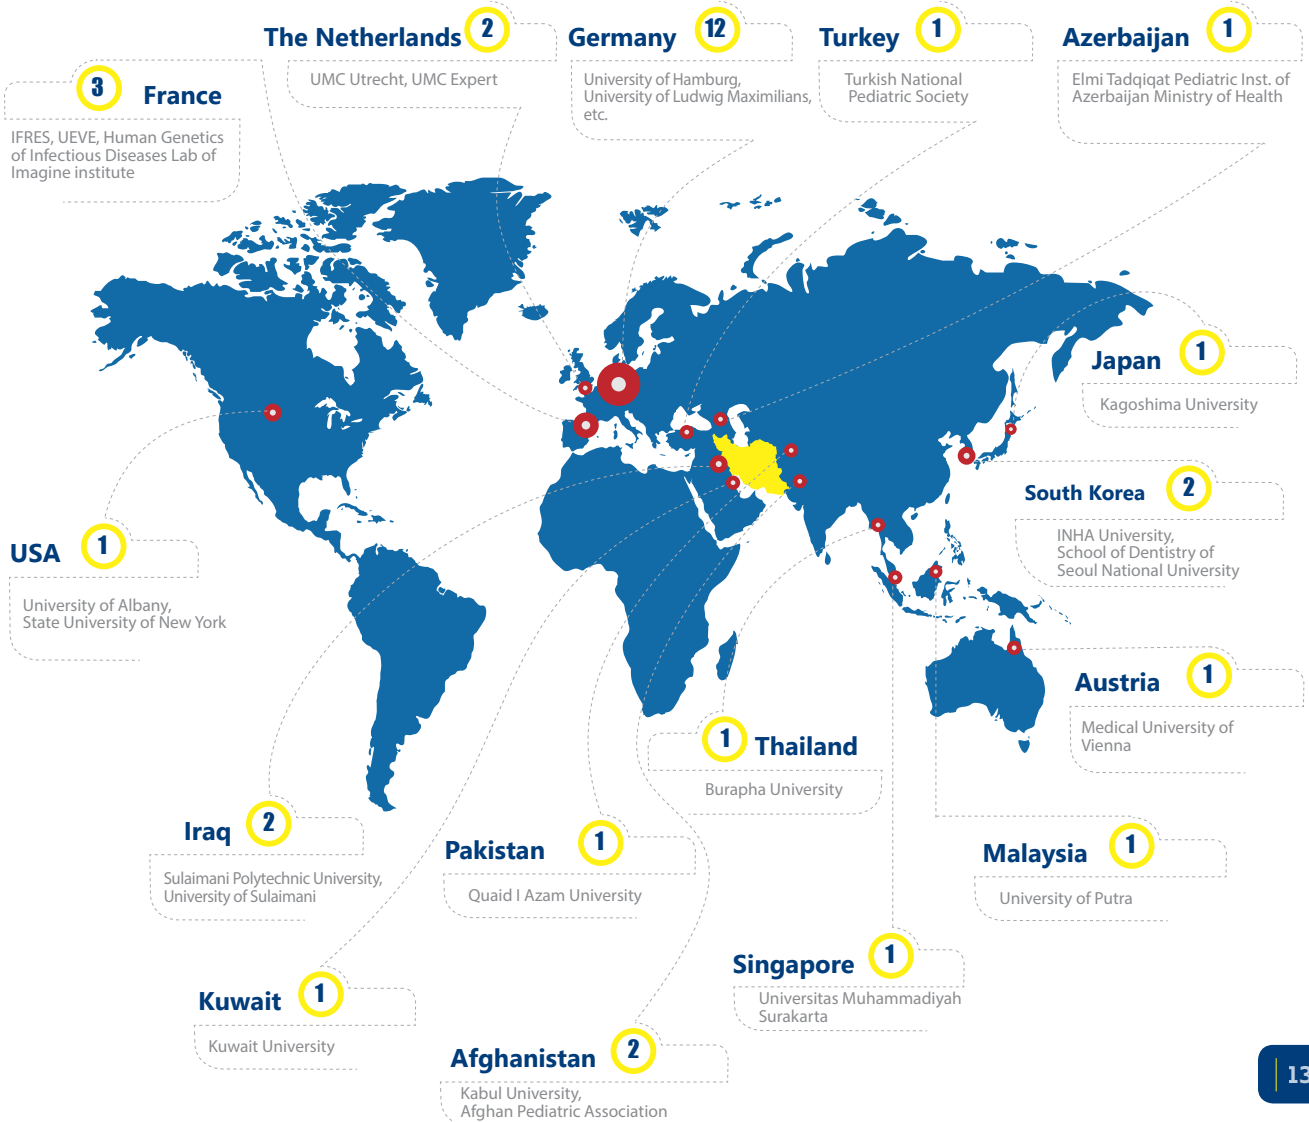 The Netherlands 2
UMC Utrecht, UMC Expert
Germany 12
University of Hamburg,
University of Ludwig Maximilians,
etc.
Turkey 1
Turkish National
Pediatric Society
Azerbaijan 1
Elmi Tadqiqat Pediatric Inst. of
Azerbaijan Ministry of Health
3 France
IFRES, UEVE, Human Genetics
of Infectious Diseases Lab of
Imagine institute
Japan 1
Kagoshima University
South Korea 2
INHA University,
School of Dentistry of
Seoul National University
USA 1
University of Albany,
State University of New York
Austria 1
Medical University of
Vienna
1 Thailand
Burapha University
Iraq 2
Sulaimani Polytechnic University,
University of Sulaimani
Pakistan 1
Quaid I Azam University
Malaysia 1
University of Putra
Singapore 1
Universitas Muhammadiyah
Surakarta
Kuwait 1
Kuwait University
Afghanistan 2
Kabul University,
Afghan Pediatric Association
13